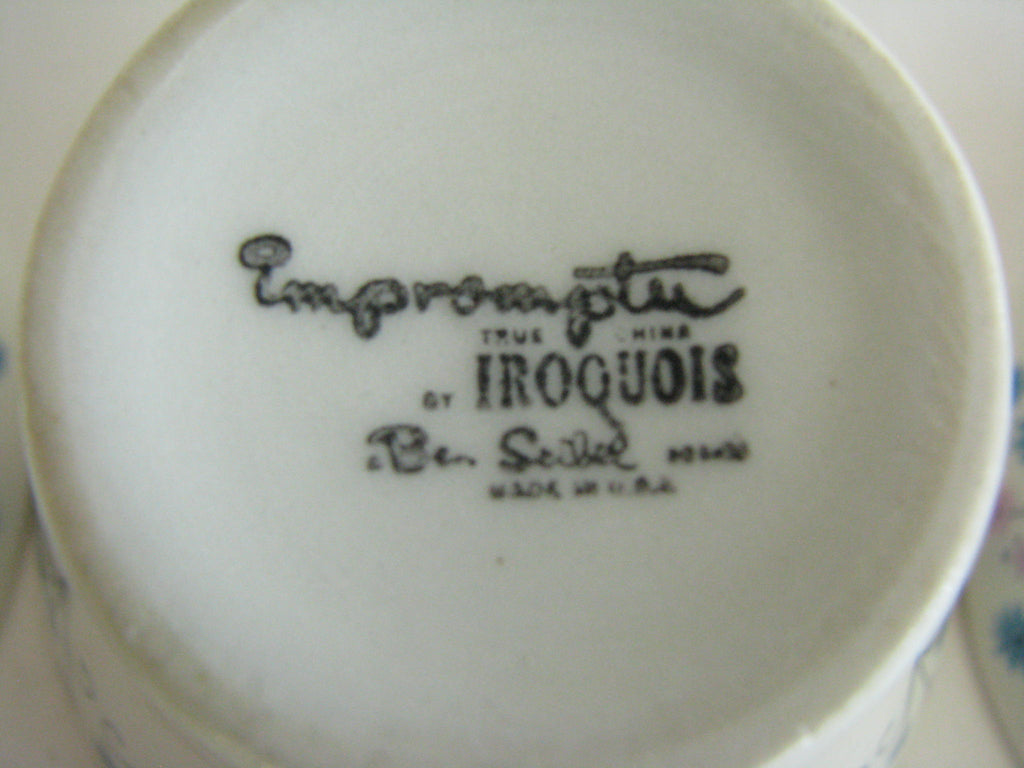 Impromptu
TRUE CHINA
BY IROQUOIS
a Ben Seibel DESIGN
MADE IN U.S.A.